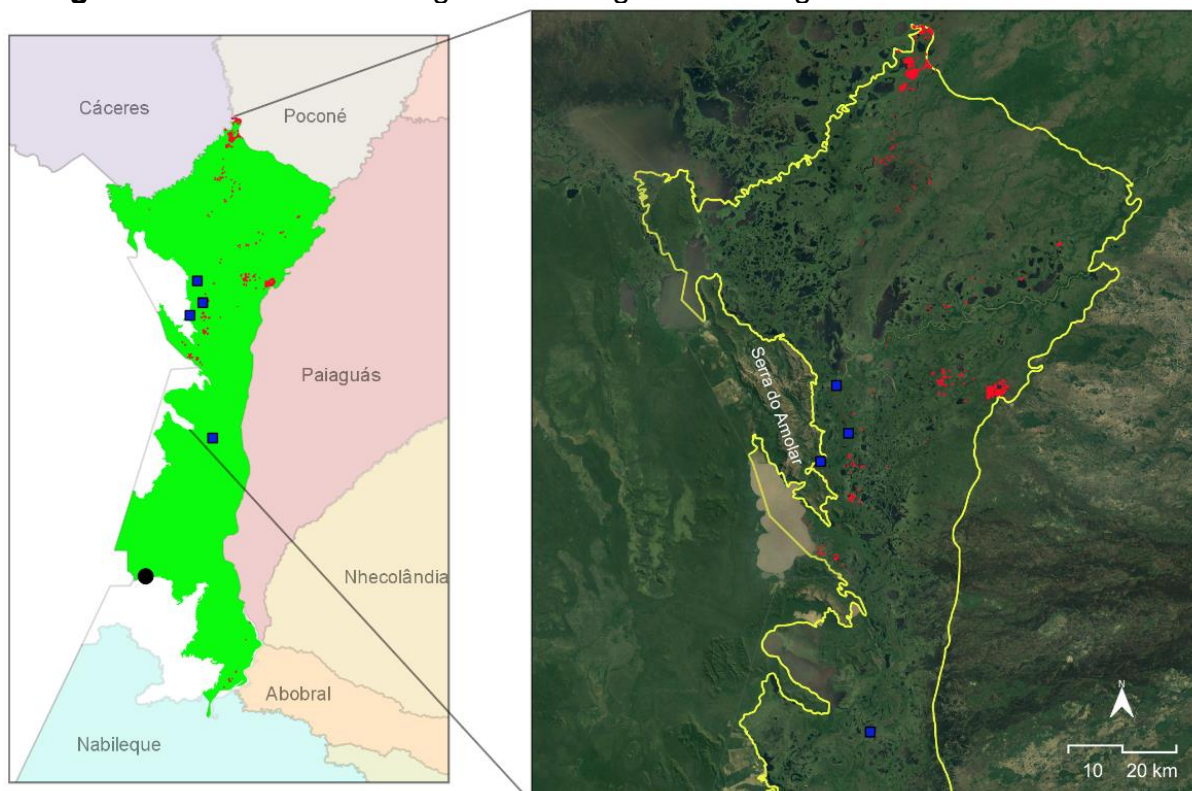 Cáceres
Poconé
Paiaguás
Nhecolândia
Abobral
Nabileque
Serra do Amolar
N
10 20 km